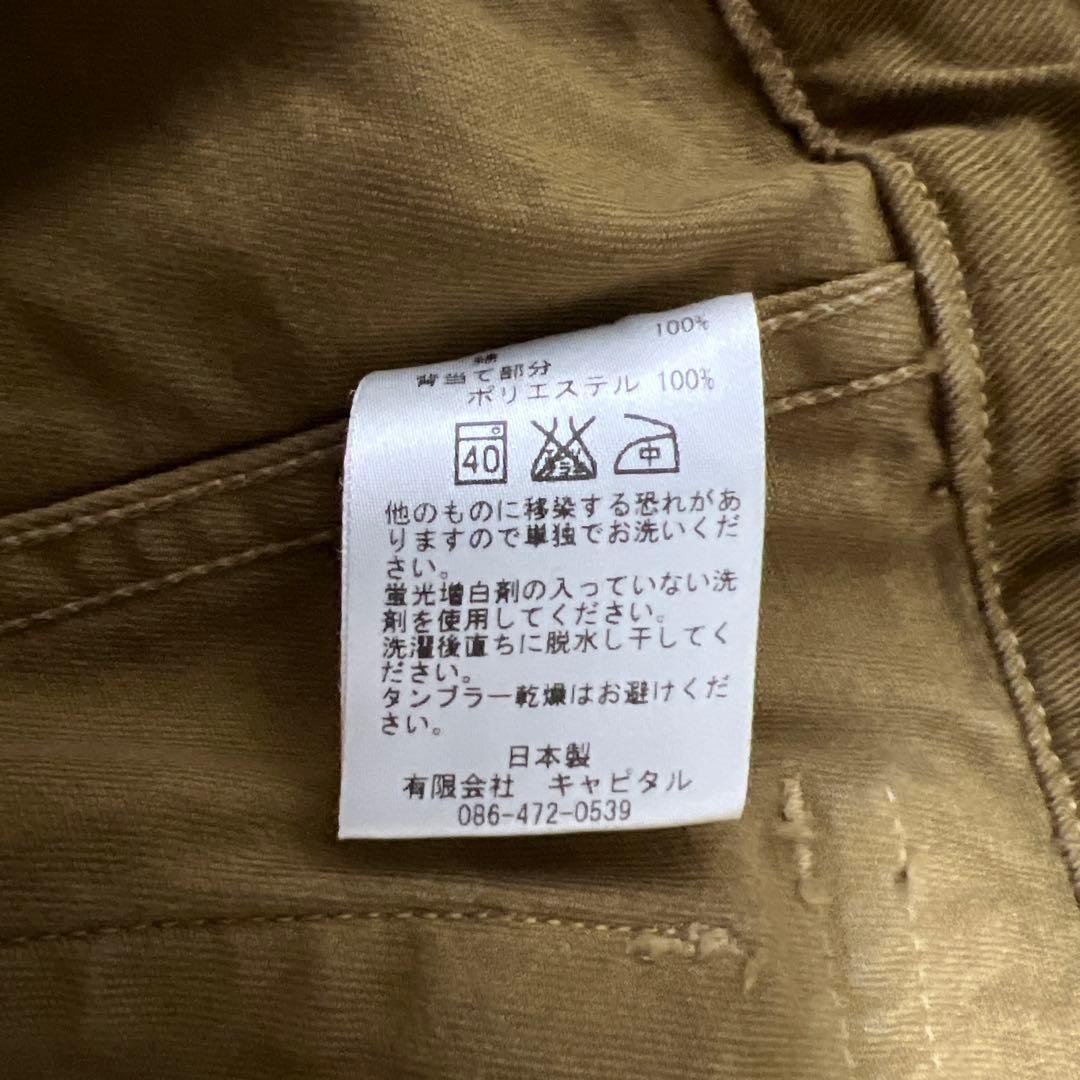 100%
背当て部分
ポリエステル 100%
40
中
他のものに移染する恐れがあ
りますので単独でお洗いくだ
さい。
蛍光増白剤の入っていない洗
剤を使用してください。
洗濯後直ちに脱水し干してく
ださい。
タンブラー乾燥はお避けくだ
さい。
日本製
有限会社 キャピタル
086-472-0539